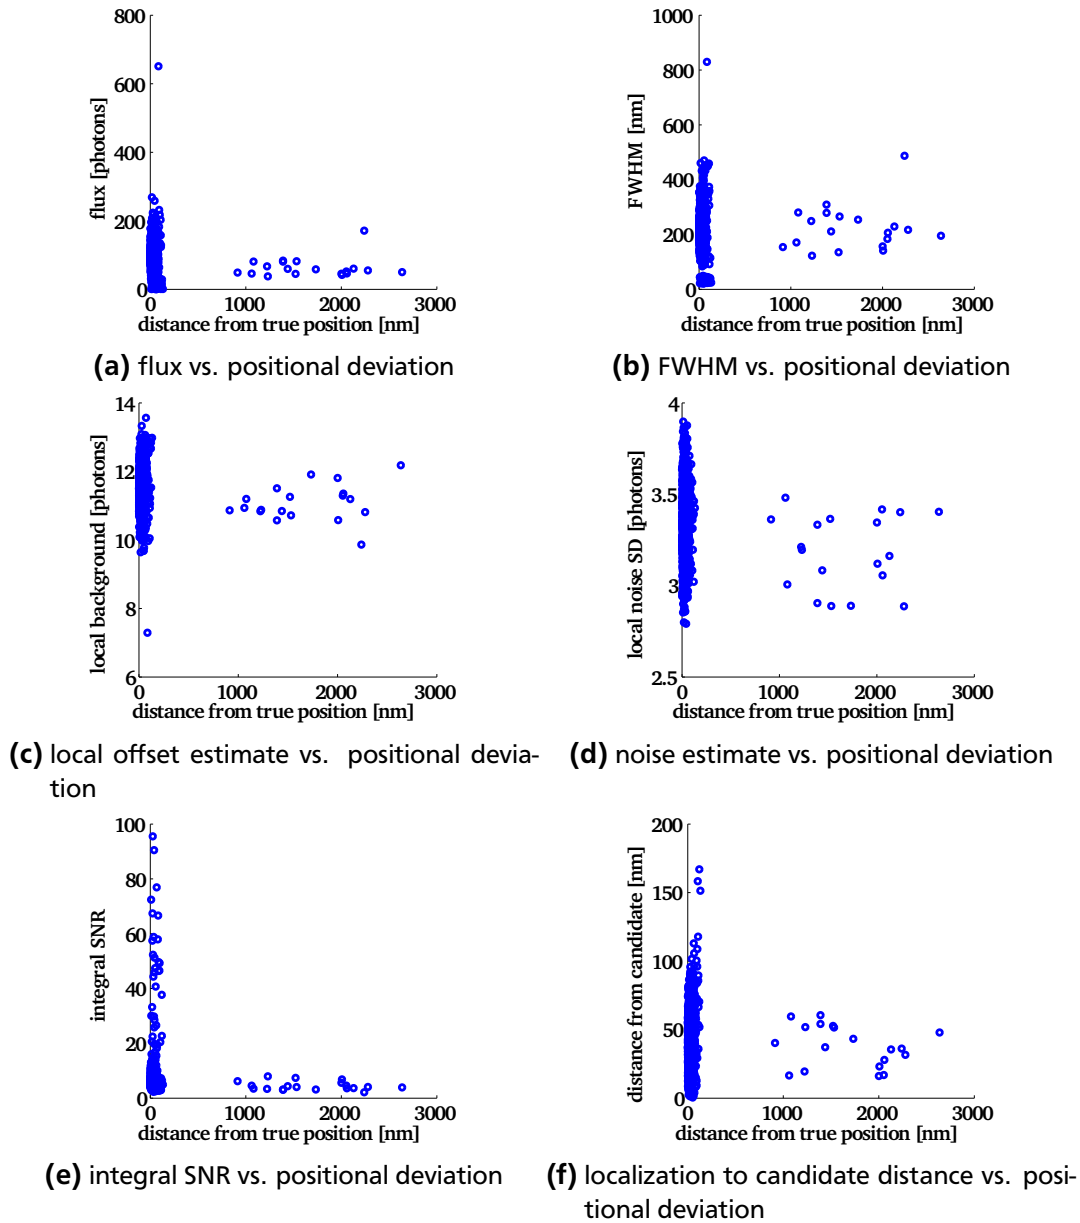 800
600
400
200
0
flux [photons]
0 1000 2000 3000
distance from true position [nm]
(a) flux vs. positional deviation
1000
800
600
400
200
0
FWHM [nm]
0 1000 2000 3000
distance from true position [nm]
(b) FWHM vs. positional deviation
14
12
10
8
6
local background [photons]
0 1000 2000 3000
distance from true position [nm]
(c) local offset estimate vs. positional devia-
tion
4
3.5
3
2.5
local noise SD [photons]
0 1000 2000 3000
distance from true position [nm]
(d) noise estimate vs. positional deviation
100
80
60
40
20
0
integral SNR
0 1000 2000 3000
distance from true position [nm]
(e) integral SNR vs. positional deviation
200
150
100
50
0
distance from candidate [nm]
0 1000 2000 3000
distance from true position [nm]
(f) localization to candidate distance vs. posi-
tional deviation